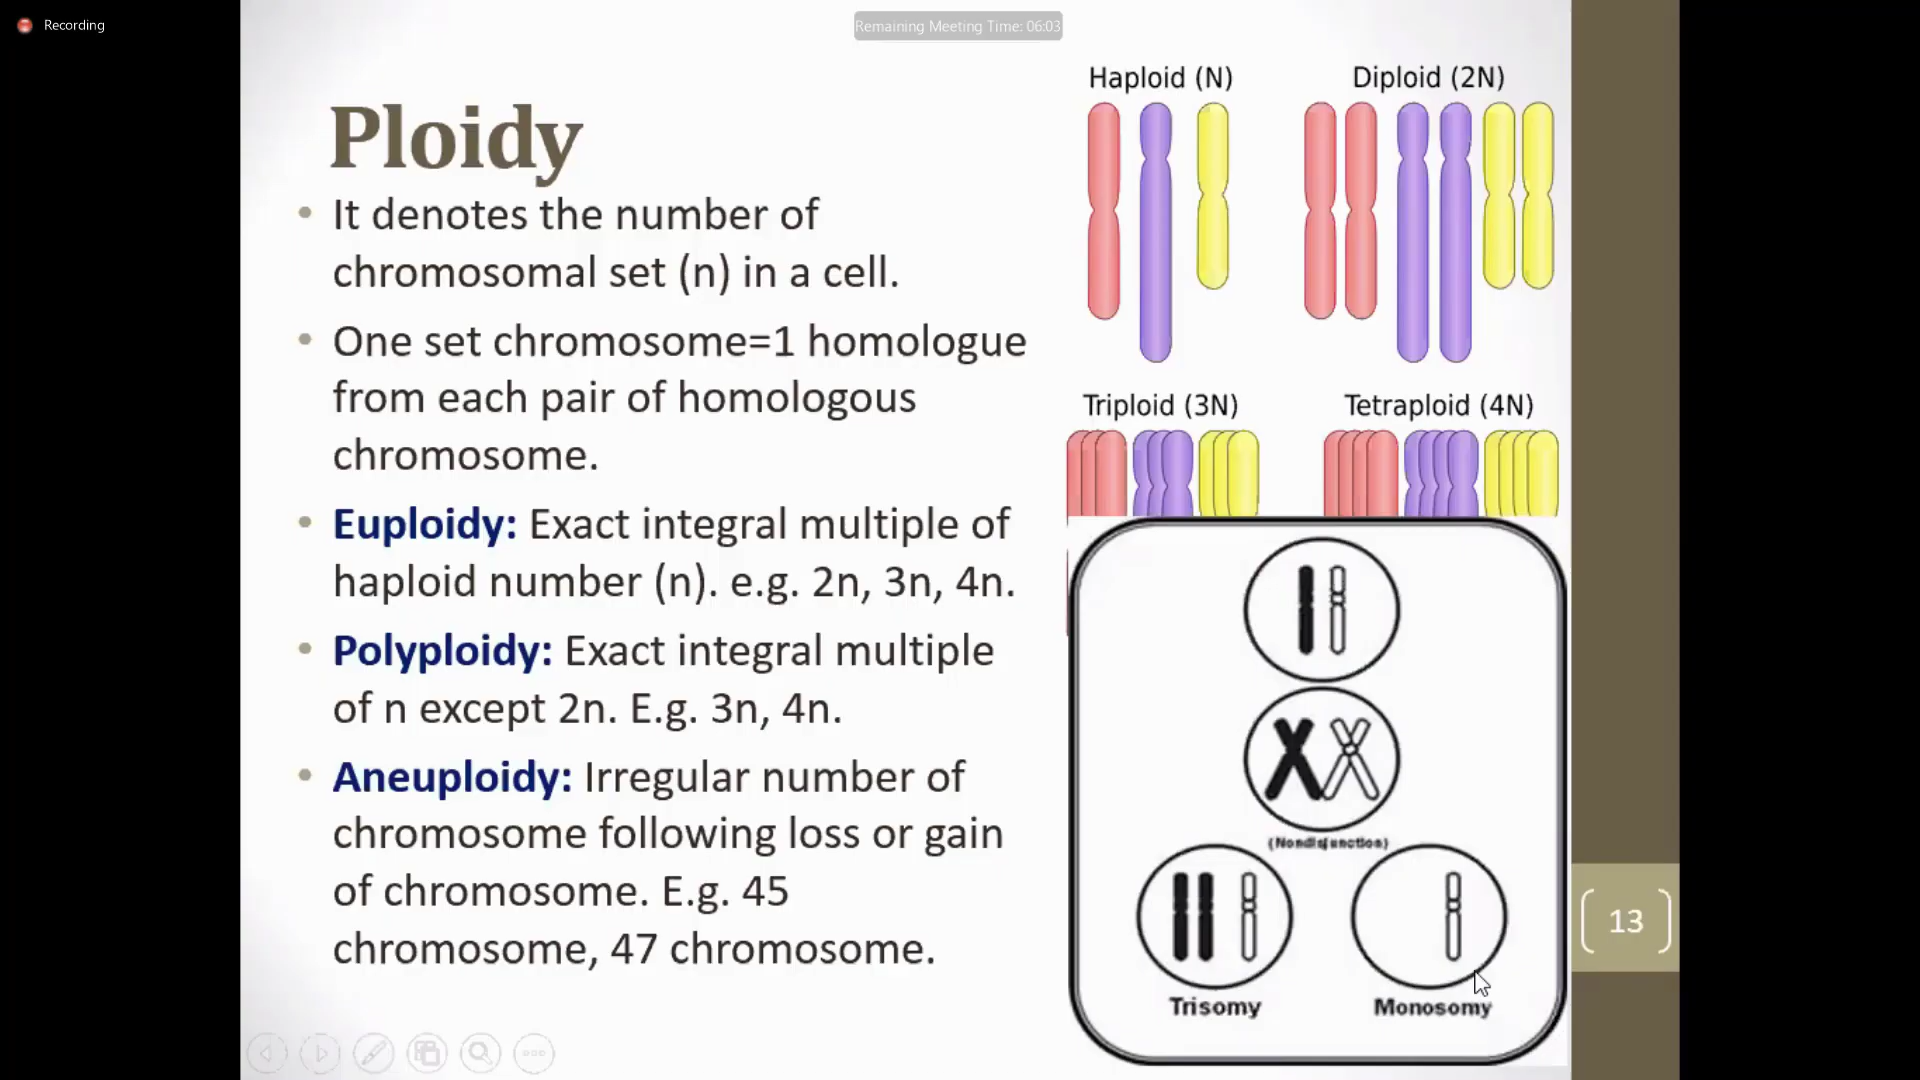 Recording
Remaining Meeting Time: 06:03
Ploidy
• It denotes the number of
chromosomal set (n) in a cell.
• One set chromosome=1 homologue
from each pair of homologous
chromosome.
• Euploidy: Exact integral multiple of
haploid number (n). e.g. 2n, 3n, 4n.
• Polyploidy: Exact integral multiple
of n except 2n. E.g. 3n, 4n.
• Aneuploidy: Irregular number of
chromosome following loss or gain
of chromosome. E.g. 45
chromosome, 47 chromosome.
Haploid (N)
Diploid (2N)
Triploid (3N)
Tetraploid (4N)
(Nondisjunction)
Trisomy
Monosomy
13